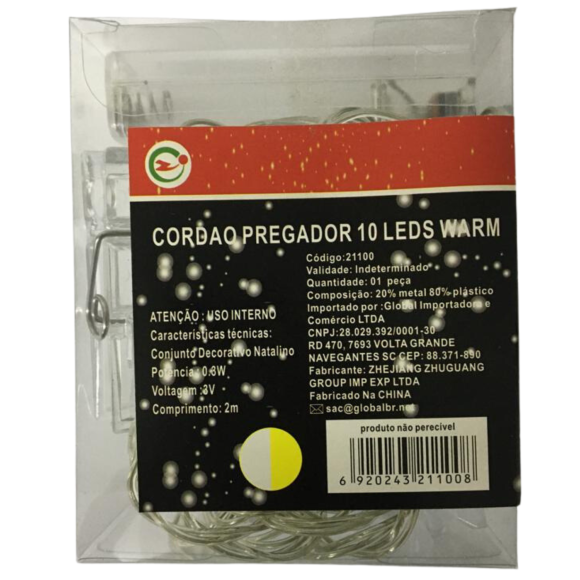 CORDAO PREGADOR 10 LEDS WARM
Código:21100
Validade: Indeterminado
Quantidade: 01 peça
Composição: 20% metal 80% plástico
Importado por :Global Importadora e
Comércio LTDA
CNPJ:28.029.392/0001-30
RD 470, 7693 VOLTA GRANDE
NAVEGANTES SC CEP: 88.371-890
Fabricante: ZHEJIANG ZHUGUANG
GROUP IMP EXP LTDA
Fabricado Na CHINA
sac@globalbr.net
ATENÇÃO : USO INTERNO
Características técnicas:
Conjunto Decorativo Natalino
Potência : 0.6W
Voltagem :3V
Comprimento: 2m
produto não perecivel
6 920243 211008